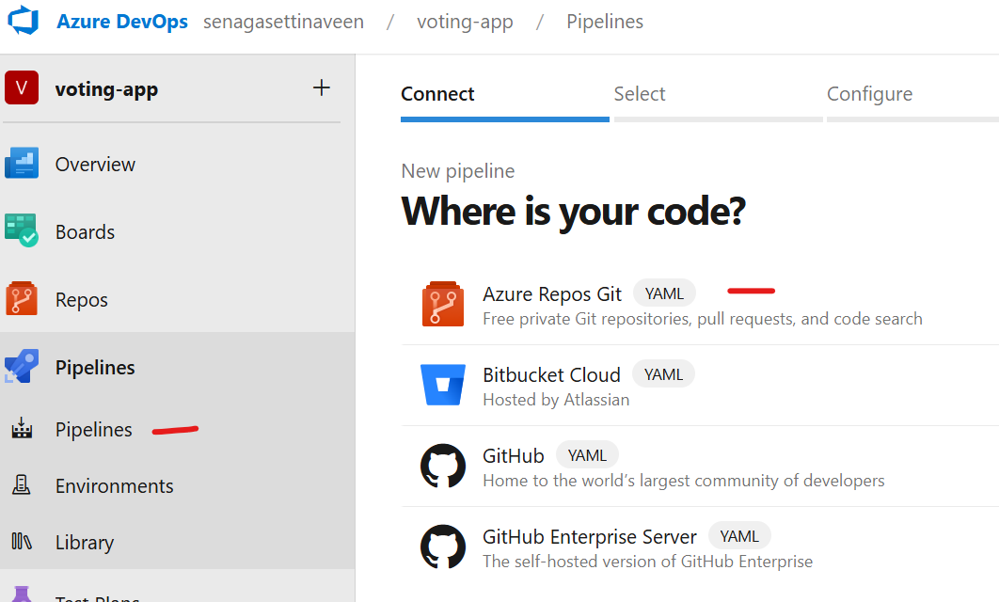 Azure DevOps senagasettinaveen / voting-app / Pipelines
V voting-app +
Overview
Boards
Repos
Pipelines
Pipelines
Environments
Library
Test Plans
Connect Select Configure
New pipeline
Where is your code?
Azure Repos Git YAML
Free private Git repositories, pull requests, and code search
Bitbucket Cloud YAML
Hosted by Atlassian
GitHub YAML
Home to the world's largest community of developers
GitHub Enterprise Server YAML
The self-hosted version of GitHub Enterprise